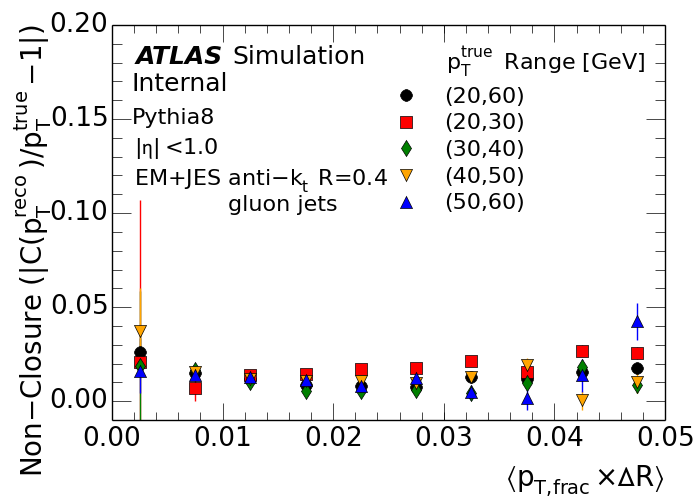 Non−Closure (|C(p_T^reco)/p_T^true −1|)
0.20
0.15
0.10
0.05
0.00
ATLAS Simulation
Internal
Pythia8
|η| <1.0
EM+JES anti−k_t R=0.4
gluon jets
p_T^true Range [GeV]
(20,60)
(20,30)
(30,40)
(40,50)
(50,60)
0.00 0.01 0.02 0.03 0.04 0.05
⟨p_T,frac ×ΔR⟩